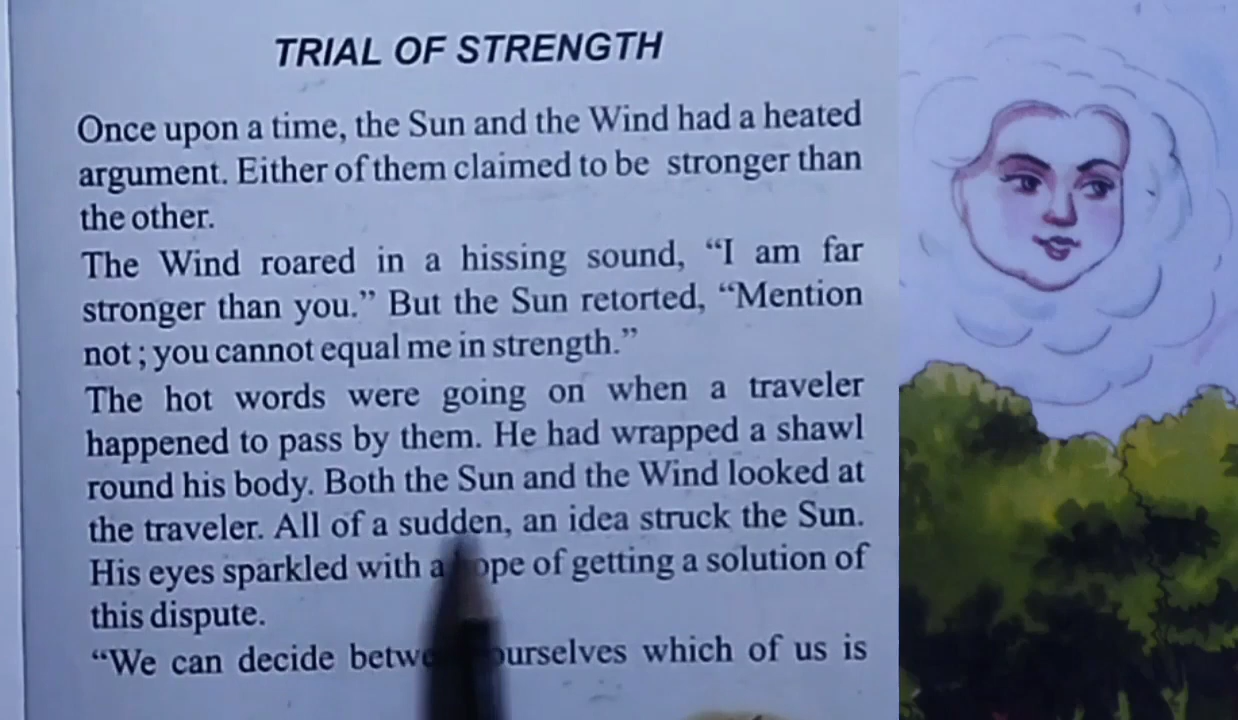 TRIAL OF STRENGTH
Once upon a time, the Sun and the Wind had a heated
argument. Either of them claimed to be stronger than
the other.
The Wind roared in a hissing sound, “I am far
stronger than you.” But the Sun retorted, “Mention
not ; you cannot equal me in strength.”
The hot words were going on when a traveler
happened to pass by them. He had wrapped a shawl
round his body. Both the Sun and the Wind looked at
the traveler. All of a sudden, an idea struck the Sun.
His eyes sparkled with a ope of getting a solution of
this dispute.
“We can decide betwe ourselves which of us is